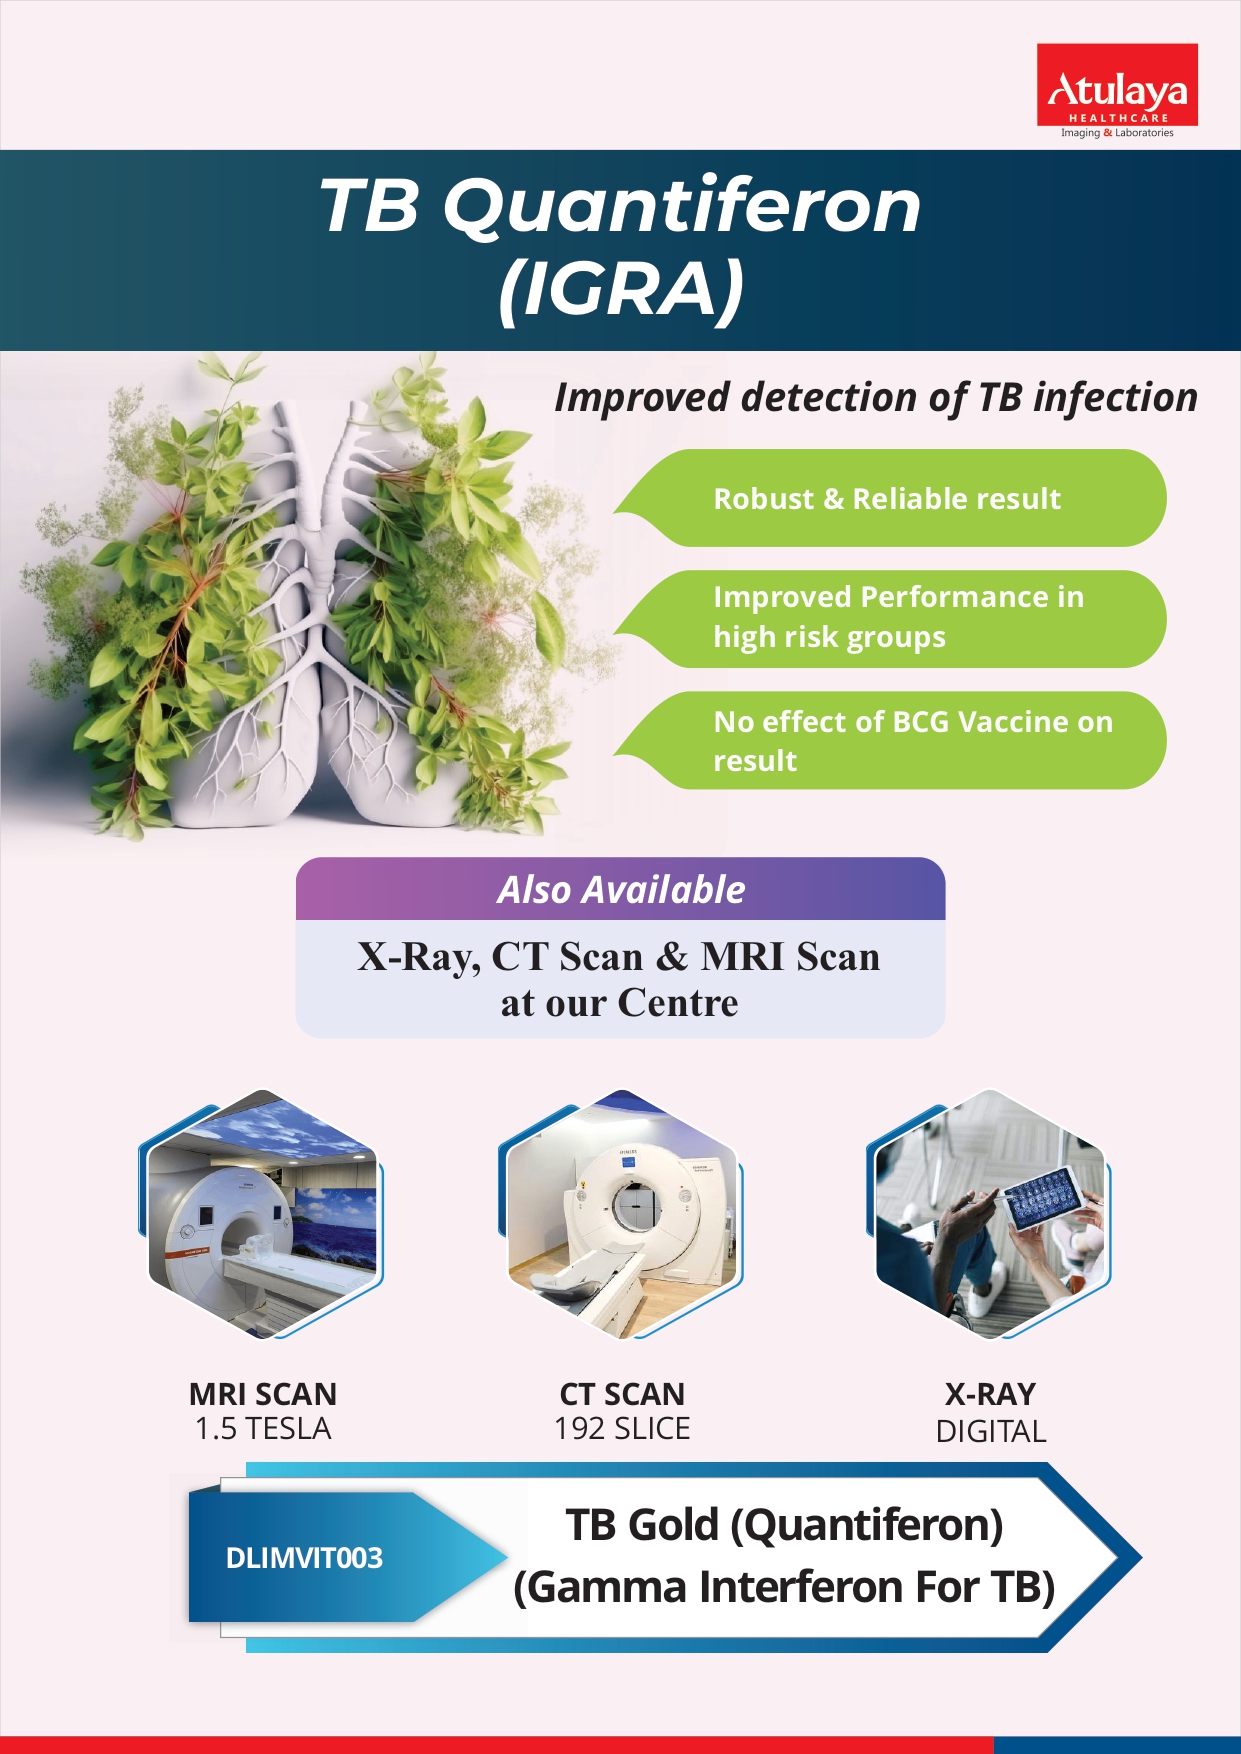 Atulaya
HEALTHCARE
Imaging & Laboratories
TB Quantiferon
(IGRA)
Improved detection of TB infection
Robust & Reliable result
Improved Performance in
high risk groups
No effect of BCG Vaccine on
result
Also Available
X-Ray, CT Scan & MRI Scan
at our Centre
MRI SCAN
1.5 TESLA
CT SCAN
192 SLICE
X-RAY
DIGITAL
DLIMVIT003
TB Gold (Quantiferon)
(Gamma Interferon For TB)